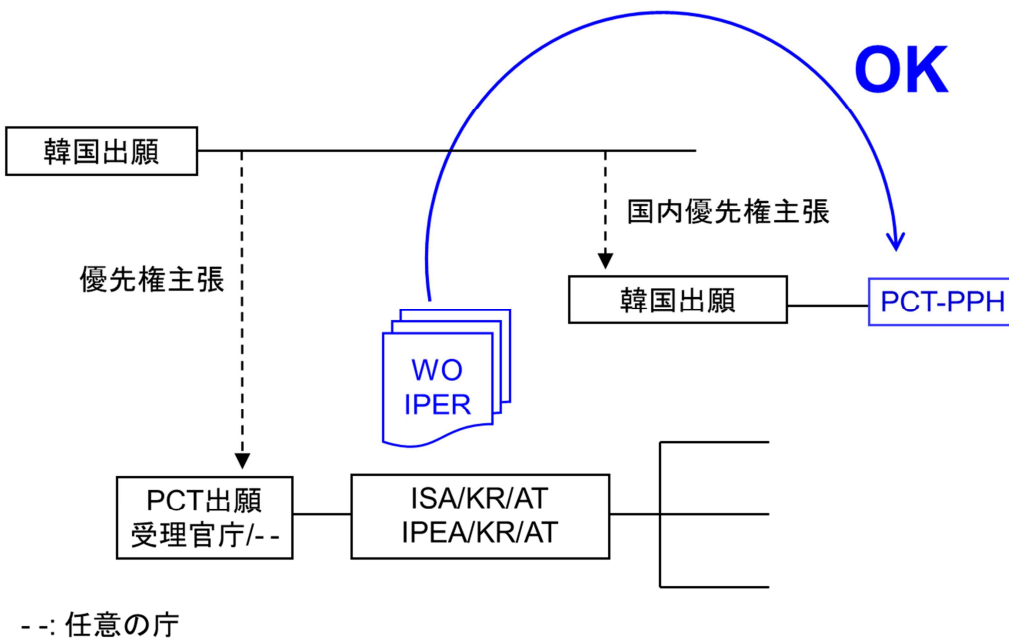 OK
韓国出願
国内優先権主張
優先権主張
韓国出願
PCT-PPH
WO
IPER
PCT出願
受理官庁/- -
ISA/KR/AT
IPEA/KR/AT
- -: 任意の庁